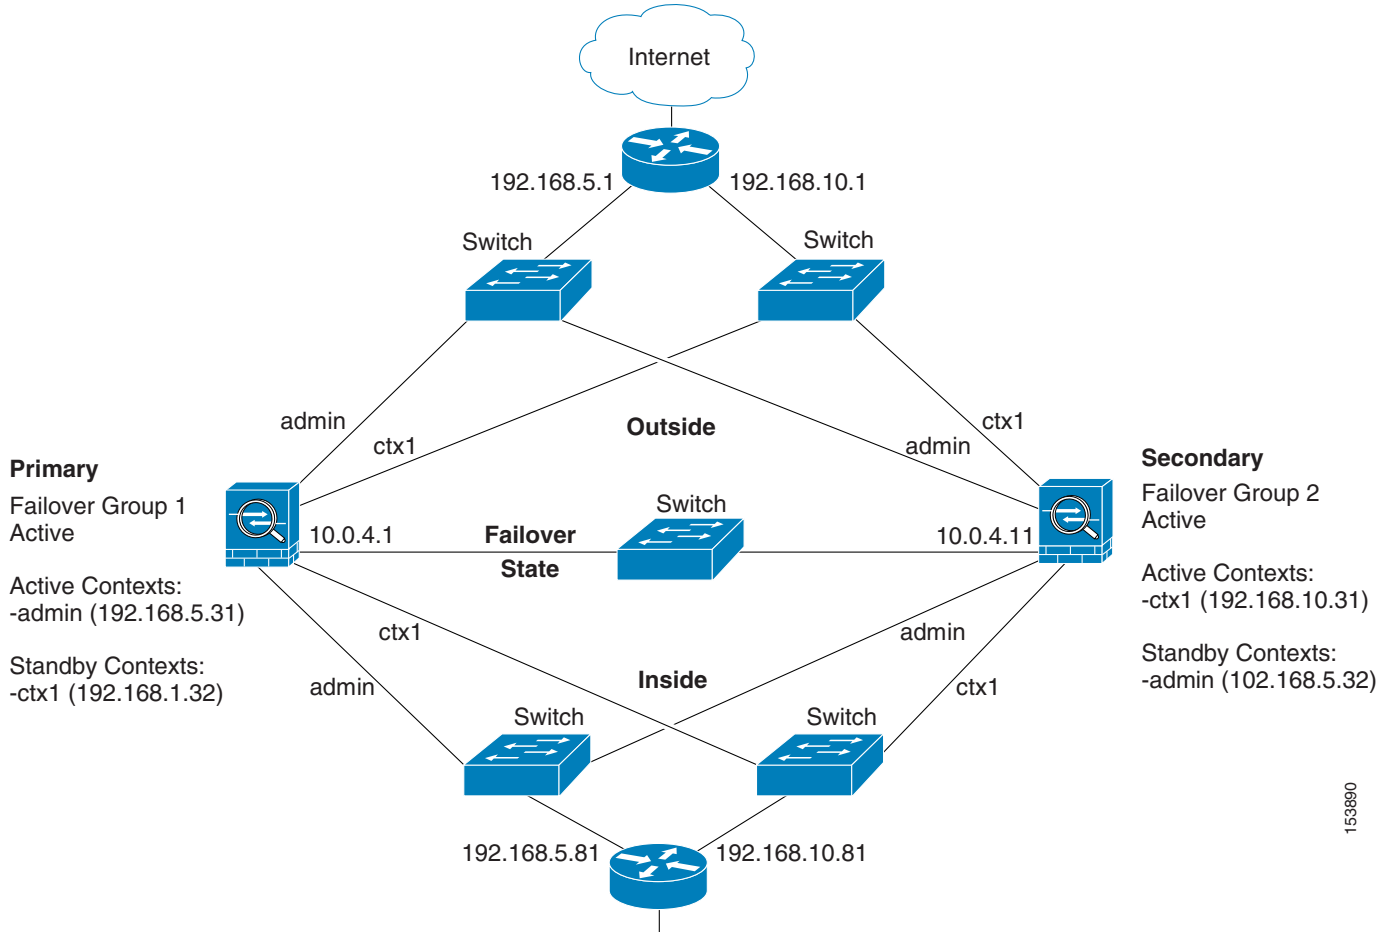 Internet
192.168.5.1
192.168.10.1
Switch
Switch
admin
ctx1
Outside
admin
ctx1
Primary
Failover Group 1
Active
Active Contexts:
-admin (192.168.5.31)
Standby Contexts:
-ctx1 (192.168.1.32)
10.0.4.1
Failover
State
Switch
10.0.4.11
Secondary
Failover Group 2
Active
Active Contexts:
-ctx1 (192.168.10.31)
Standby Contexts:
-admin (102.168.5.32)
ctx1
admin
Inside
admin
ctx1
Switch
Switch
192.168.5.81
192.168.10.81
153890